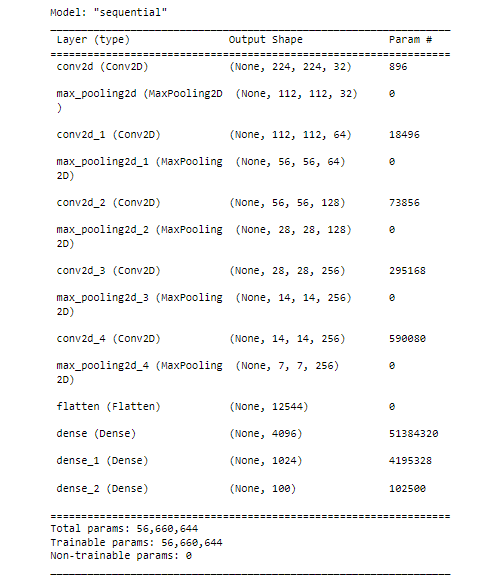 Model: "sequential"
Layer (type) Output Shape Param #
conv2d (Conv2D) (None, 224, 224, 32) 896
max_pooling2d (MaxPooling2D (None, 112, 112, 32) 0
)
conv2d_1 (Conv2D) (None, 112, 112, 64) 18496
max_pooling2d_1 (MaxPooling (None, 56, 56, 64) 0
2D)
conv2d_2 (Conv2D) (None, 56, 56, 128) 73856
max_pooling2d_2 (MaxPooling (None, 28, 28, 128) 0
2D)
conv2d_3 (Conv2D) (None, 28, 28, 256) 295168
max_pooling2d_3 (MaxPooling (None, 14, 14, 256) 0
2D)
conv2d_4 (Conv2D) (None, 14, 14, 256) 590080
max_pooling2d_4 (MaxPooling (None, 7, 7, 256) 0
2D)
flatten (Flatten) (None, 12544) 0
dense (Dense) (None, 4096) 51384320
dense_1 (Dense) (None, 1024) 4195328
dense_2 (Dense) (None, 100) 102500
Total params: 56,660,644
Trainable params: 56,660,644
Non-trainable params: 0